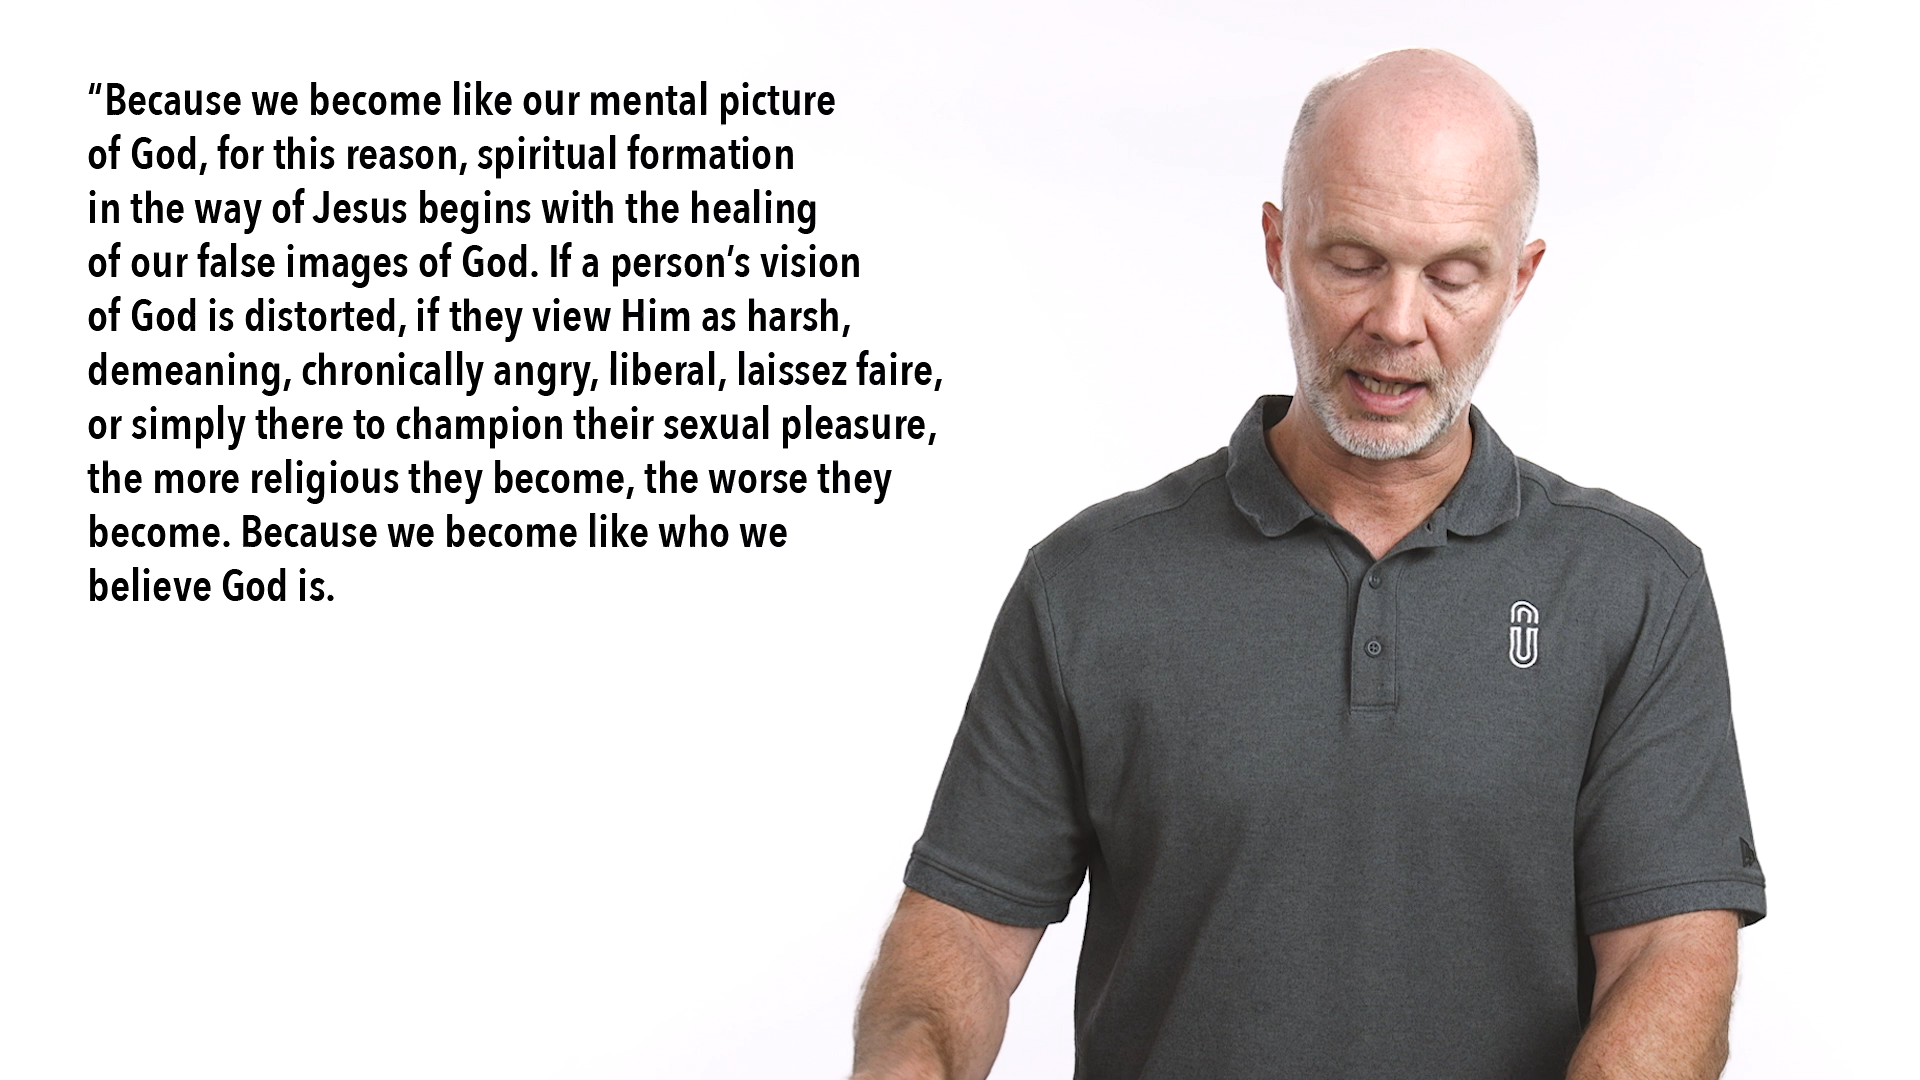 “Because we become like our mental picture
of God, for this reason, spiritual formation
in the way of Jesus begins with the healing
of our false images of God. If a person’s vision
of God is distorted, if they view Him as harsh,
demeaning, chronically angry, liberal, laissez faire,
or simply there to champion their sexual pleasure,
the more religious they become, the worse they
become. Because we become like who we
believe God is.